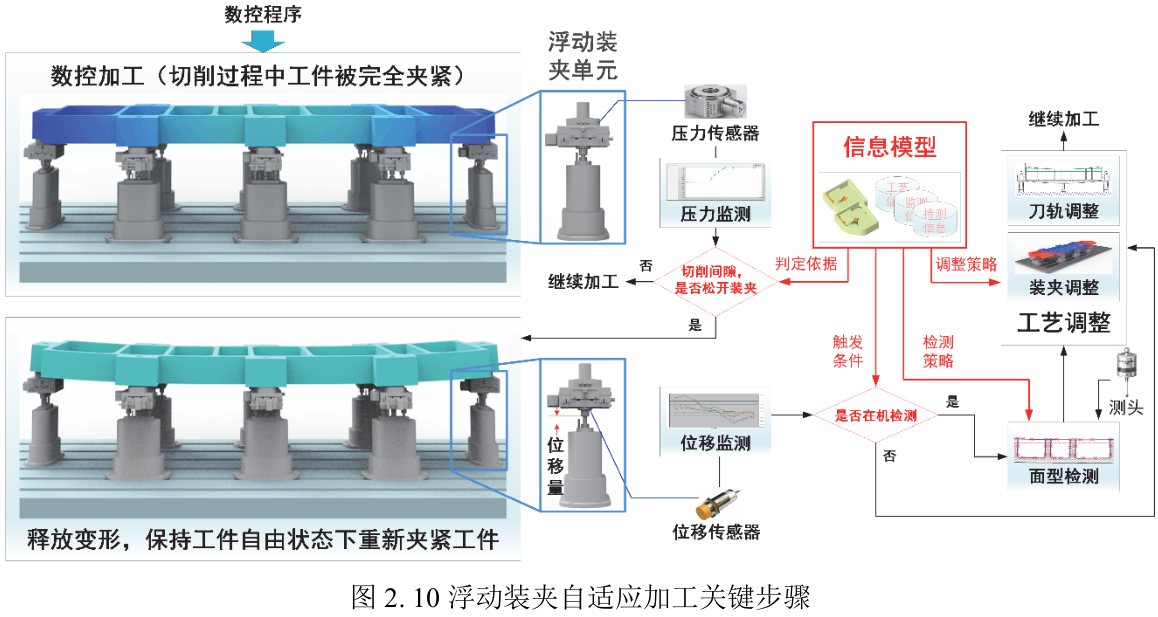 数控程序
数控加工（切削过程中工件被完全夹紧）
浮动装
夹单元
压力传感器
压力监测
切削间隙，
是否松开装夹
否
继续加工
是
判定依据
信息模型
工艺
信
监测
信
检测
信息
调整策略
触发
条件
检测
策略
继续加工
刀轨调整
装夹调整
工艺调整
测头
位移量
位移监测
位移传感器
是否在机检测
是
否
面型检测
释放变形，保持工件自由状态下重新夹紧工件
图 2. 10 浮动装夹自适应加工关键步骤